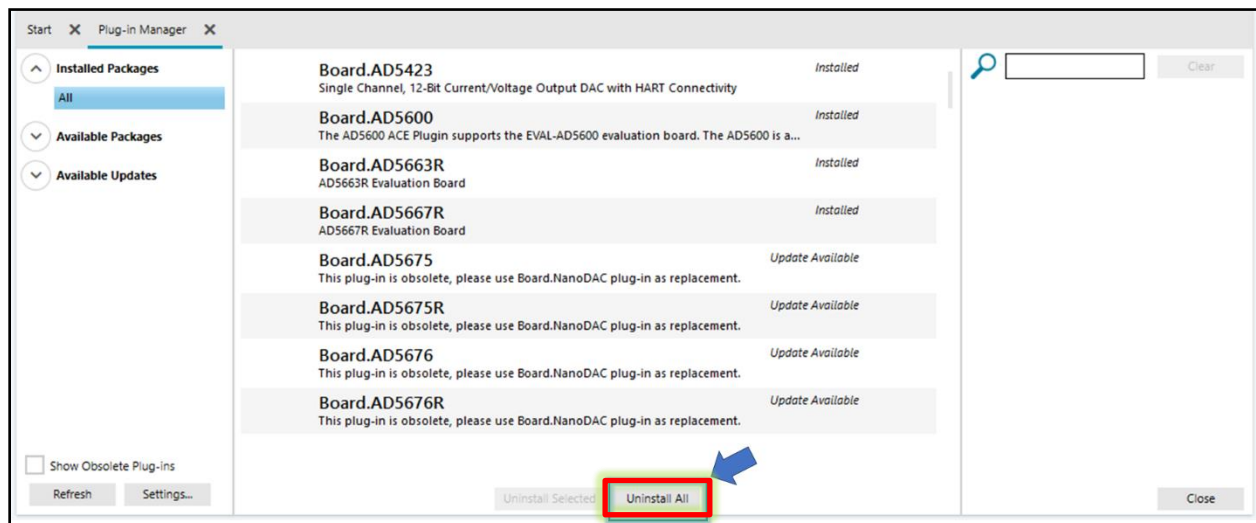 Start
Plug-in Manager
Installed Packages
All
Available Packages
Available Updates
Show Obsolete Plug-ins
Refresh
Settings...
Board.AD5423
Installed
Single Channel, 12-Bit Current/Voltage Output DAC with HART Connectivity
Board.AD5600
Installed
The AD5600 ACE Plugin supports the EVAL-AD5600 evaluation board. The AD5600 is a...
Board.AD5663R
Installed
AD5663R Evaluation Board
Board.AD5667R
Installed
AD5667R Evaluation Board
Board.AD5675
Update Available
This plug-in is obsolete, please use Board.NanoDAC plug-in as replacement.
Board.AD5675R
Update Available
This plug-in is obsolete, please use Board.NanoDAC plug-in as replacement.
Board.AD5676
Update Available
This plug-in is obsolete, please use Board.NanoDAC plug-in as replacement.
Board.AD5676R
Update Available
This plug-in is obsolete, please use Board.NanoDAC plug-in as replacement.
Uninstall Selected
Uninstall All
Clear
Close